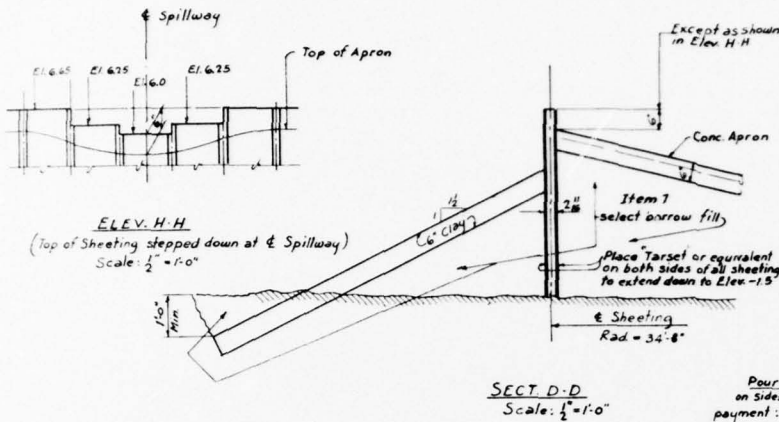 ℄ Spillway
Top of Apron
El. 6.65
El. 6.25
El. 6.0
El. 6.25
ELEV. H-H
(Top of Sheeting stepped down at ℄ Spillway)
Scale: ½" = 1'-0"
Except as shown
in Elev. H-H
6"
Conc. Apron
6"
1
1½
(6" Clay)
Item 7
select borrow fill
Place "Tarset" or equivalent
on both sides of all sheeting
to extend down to Elev. -1.5
1'-0"
Min.
℄ Sheeting
Rad. = 34'-8"
SECT. D-D
Scale: ½" = 1'-0"
Pour
on sides
payment: